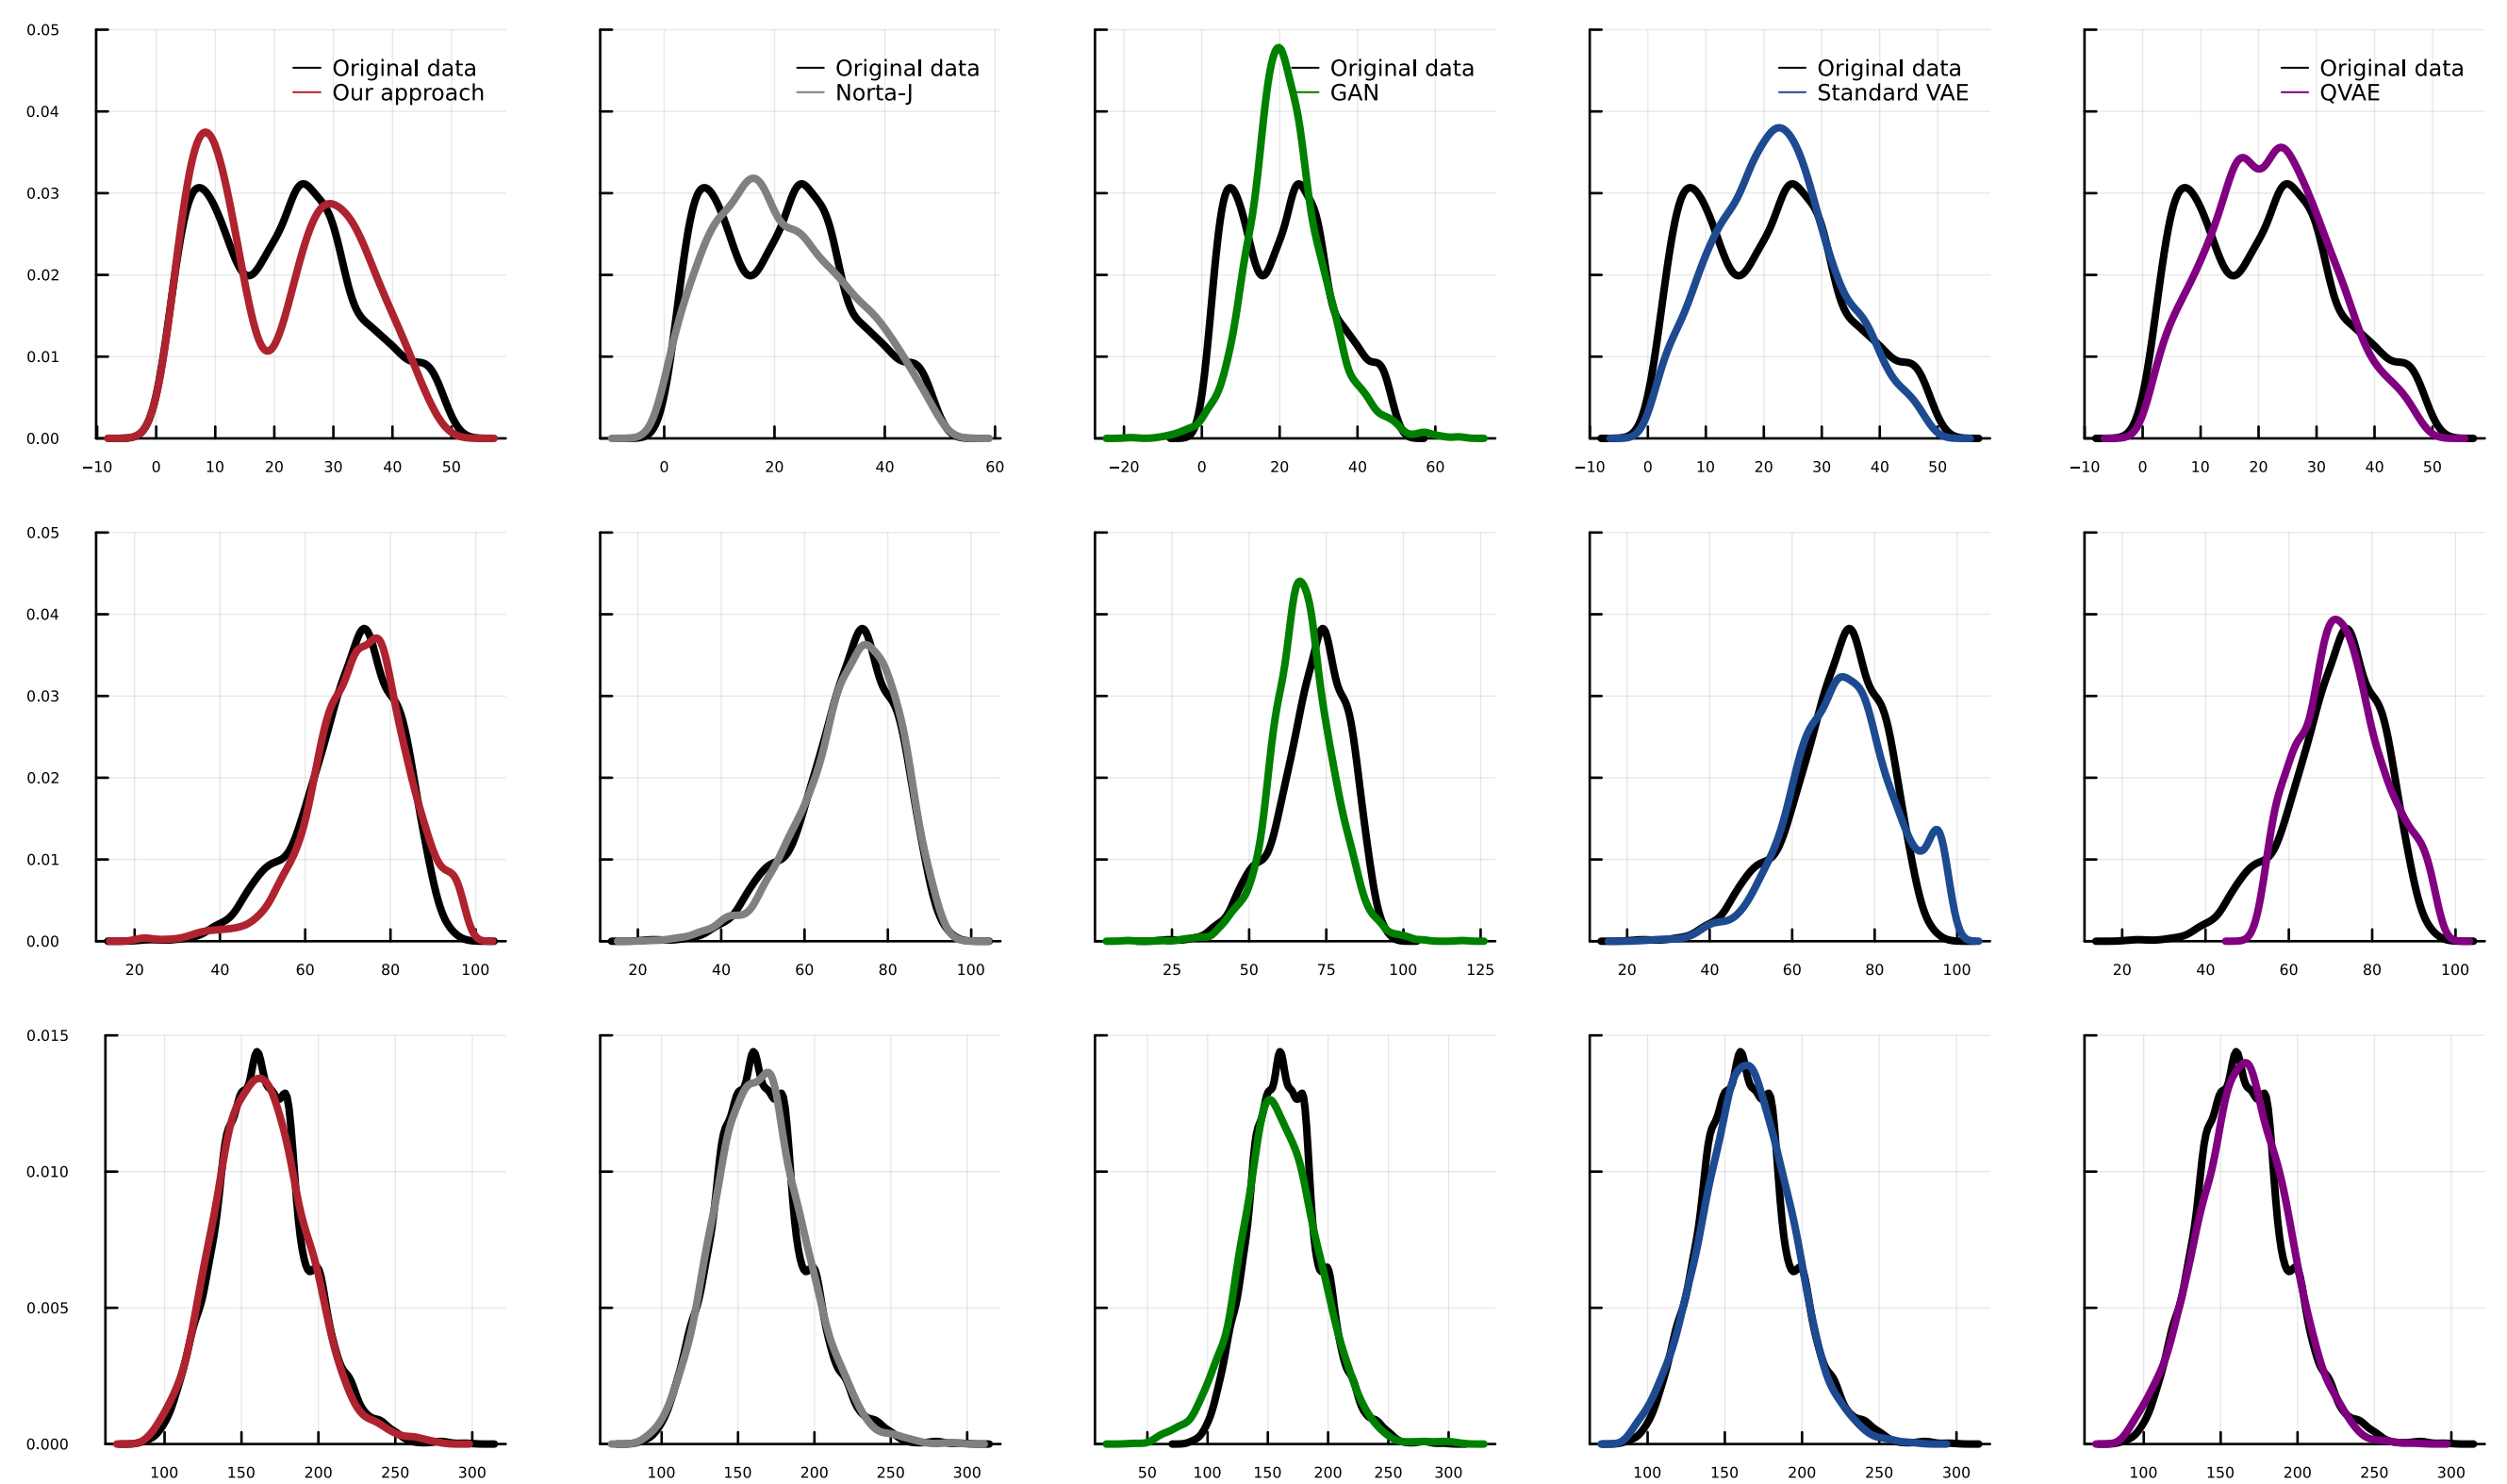 0.05
0.04
0.03
0.02
0.01
0.00
Original data
Our approach
−10 0 10 20 30 40 50
Original data
Norta-J
0 20 40 60
Original data
GAN
−20 0 20 40 60
Original data
Standard VAE
−10 0 10 20 30 40 50
Original data
QVAE
−10 0 10 20 30 40 50
0.05
0.04
0.03
0.02
0.01
0.00
20 40 60 80 100
20 40 60 80 100
25 50 75 100 125
20 40 60 80 100
20 40 60 80 100
0.015
0.010
0.005
0.000
100 150 200 250 300
100 150 200 250 300
50 100 150 200 250 300
100 150 200 250 300
100 150 200 250 300